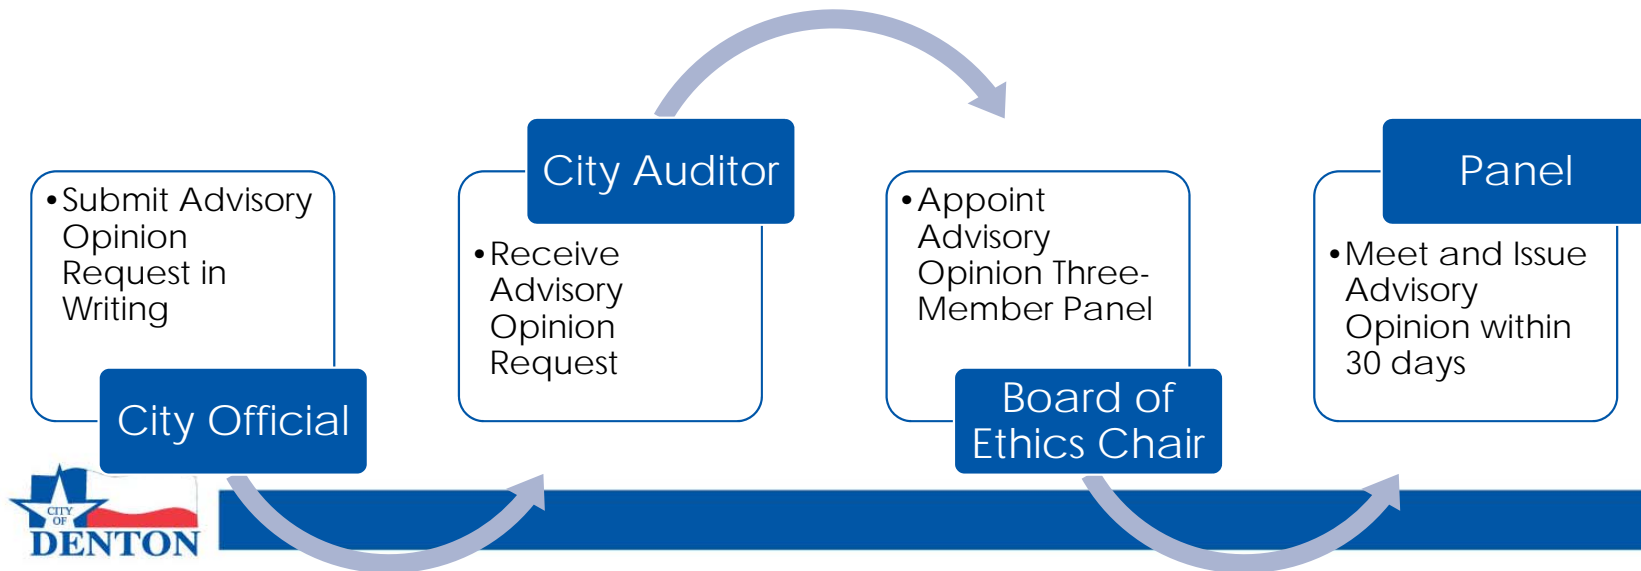 •Submit Advisory
Opinion
Request in
Writing
City Official
City Auditor
•Receive
Advisory
Opinion
Request
•Appoint
Advisory
Opinion Three-
Member Panel
Board of
Ethics Chair
Panel
•Meet and Issue
Advisory
Opinion within
30 days
CITY
OF
DENTON